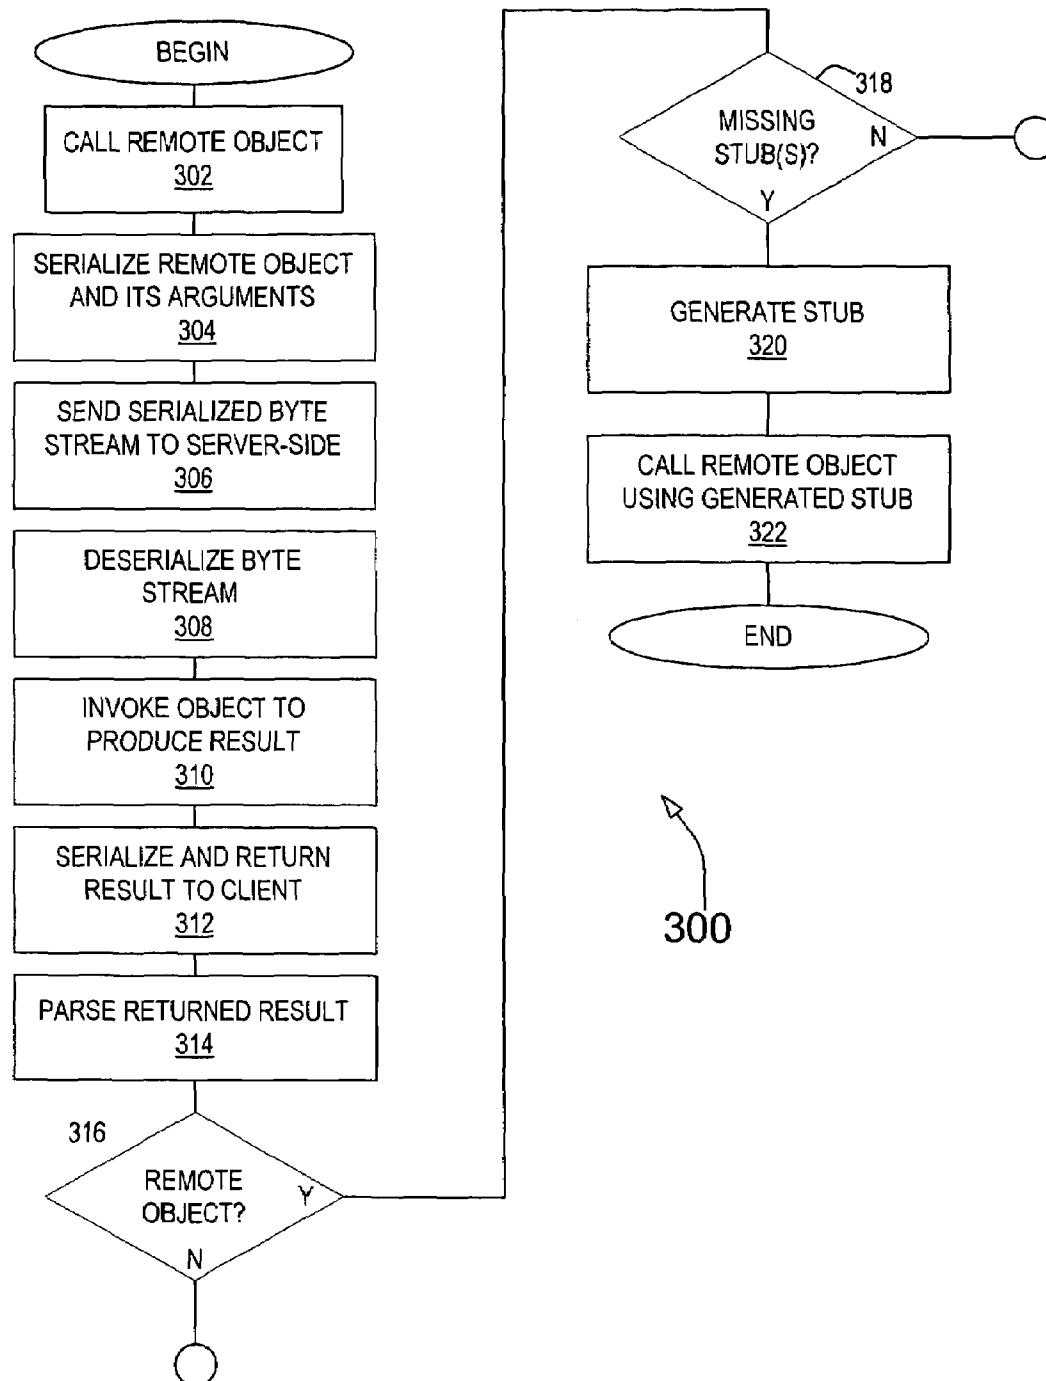 BEGIN
CALL REMOTE OBJECT
302
SERIALIZE REMOTE OBJECT
AND ITS ARGUMENTS
304
SEND SERIALIZED BYTE
STREAM TO SERVER-SIDE
306
DESERIALIZE BYTE
STREAM
308
INVOKE OBJECT TO
PRODUCE RESULT
310
SERIALIZE AND RETURN
RESULT TO CLIENT
312
PARSE RETURNED RESULT
314
316
REMOTE
OBJECT?
Y
N
318
MISSING
STUB(S)?
N
Y
GENERATE STUB
320
CALL REMOTE OBJECT
USING GENERATED STUB
322
END
300